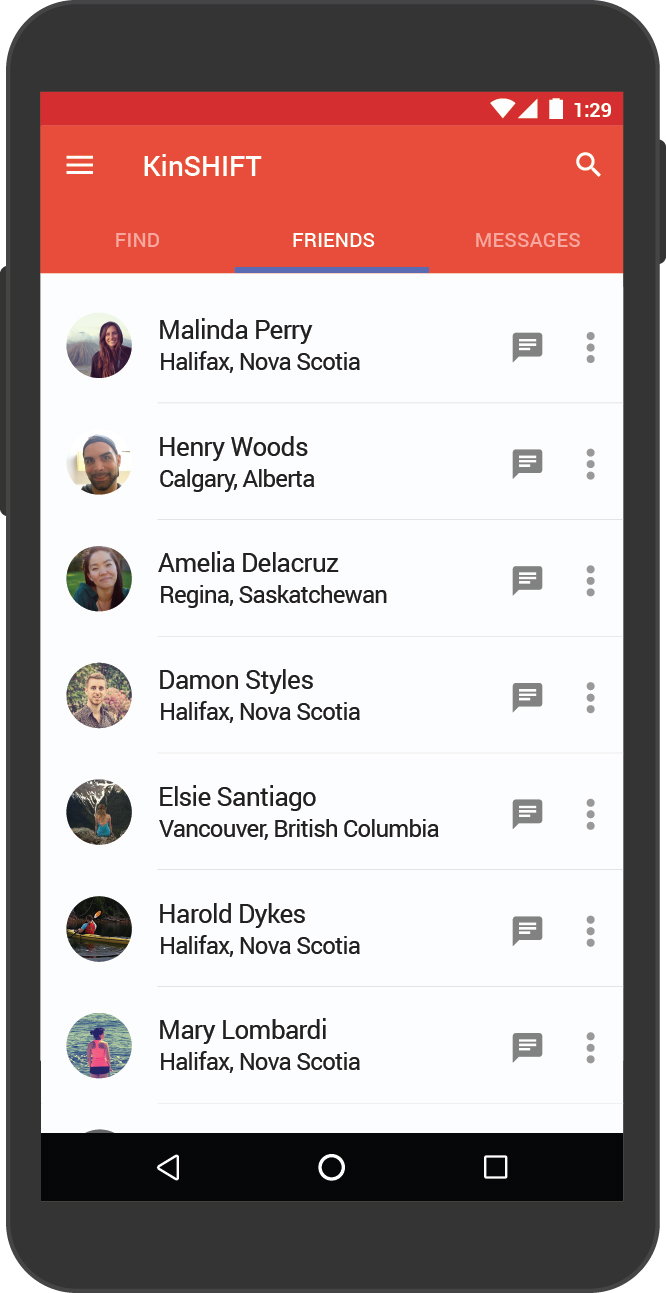 1:29
KinSHIFT
FIND FRIENDS MESSAGES
Malinda Perry
Halifax, Nova Scotia
Henry Woods
Calgary, Alberta
Amelia Delacruz
Regina, Saskatchewan
Damon Styles
Halifax, Nova Scotia
Elsie Santiago
Vancouver, British Columbia
Harold Dykes
Halifax, Nova Scotia
Mary Lombardi
Halifax, Nova Scotia